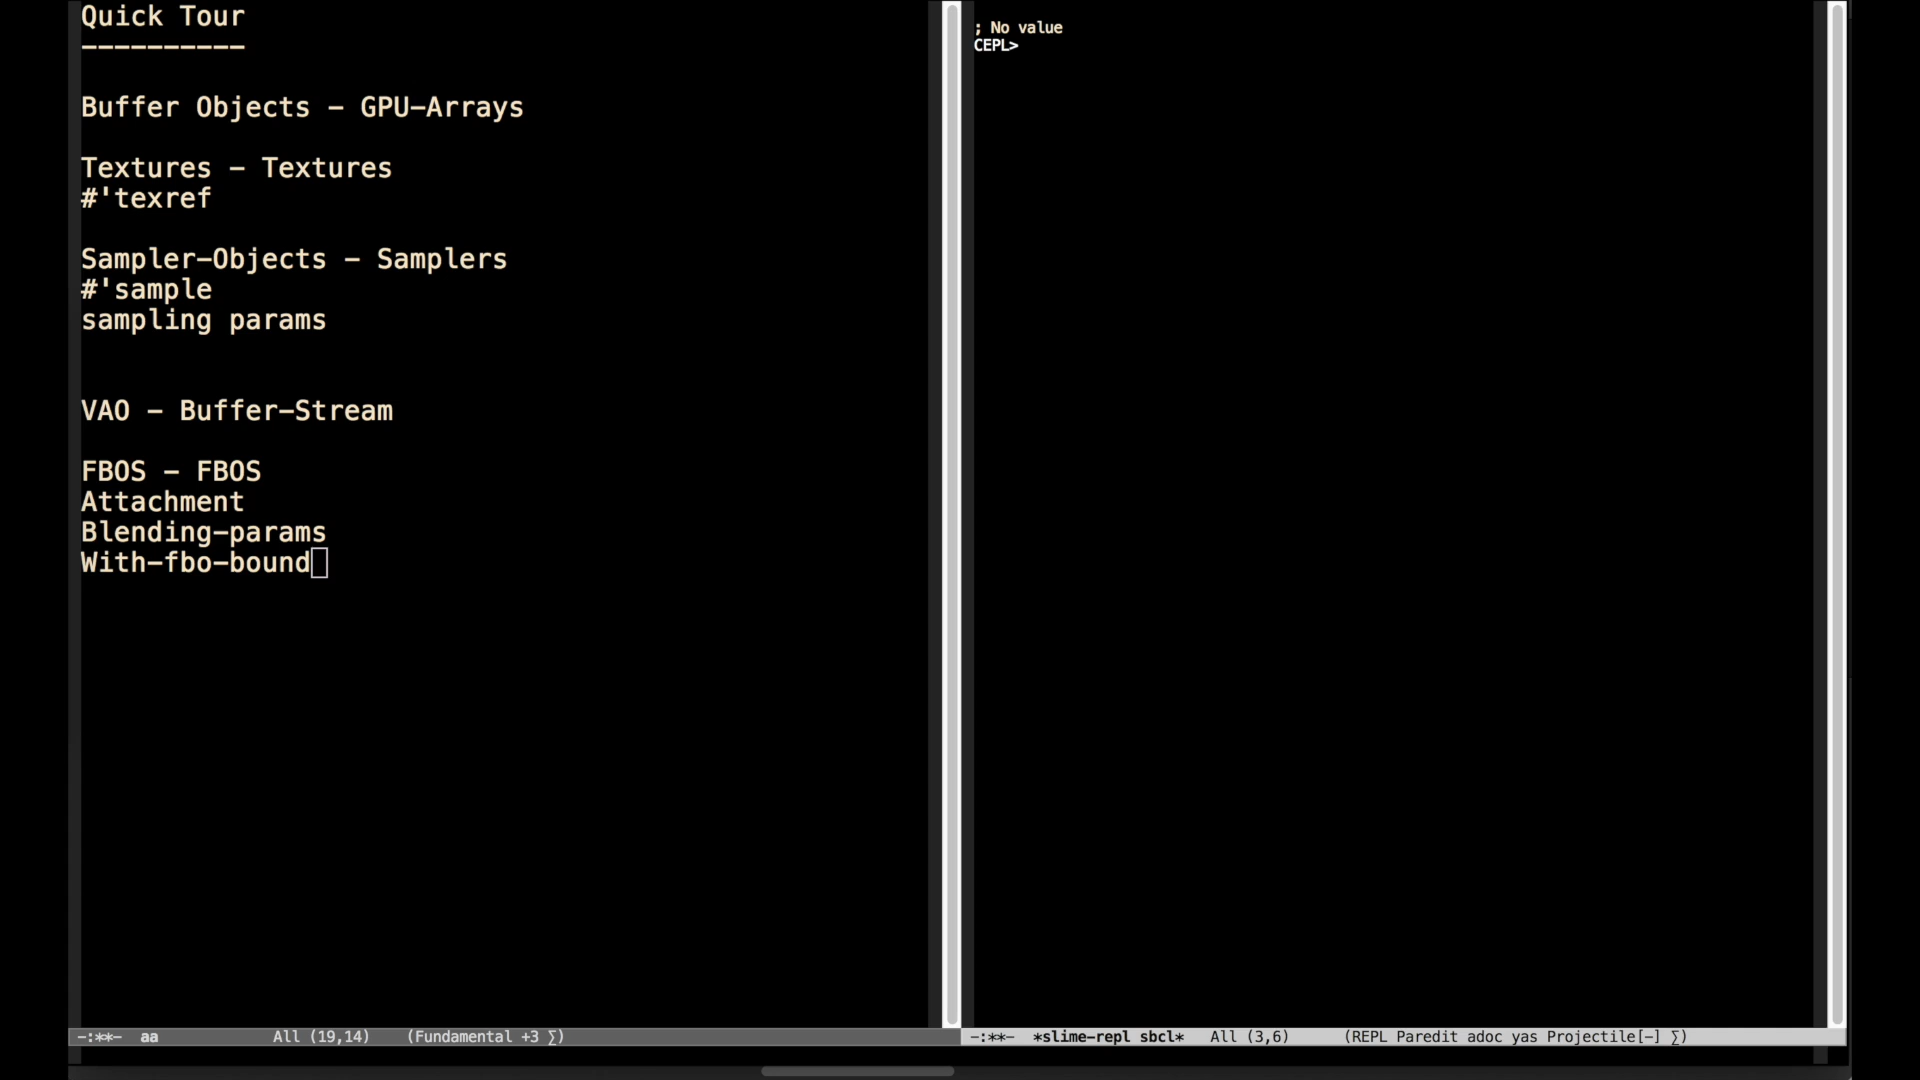 Quick Tour
----------
Buffer Objects - GPU-Arrays
Textures - Textures
#'texref
Sampler-Objects - Samplers
#'sample
sampling params
VAO - Buffer-Stream
FBOS - FBOS
Attachment
Blending-params
With-fbo-bound
-:**- aa All (19,14) (Fundamental +3 ∑)
; No value
CEPL>
-:**- *slime-repl sbcl* All (3,6) (REPL Paredit adoc yas Projectile[-] ∑)